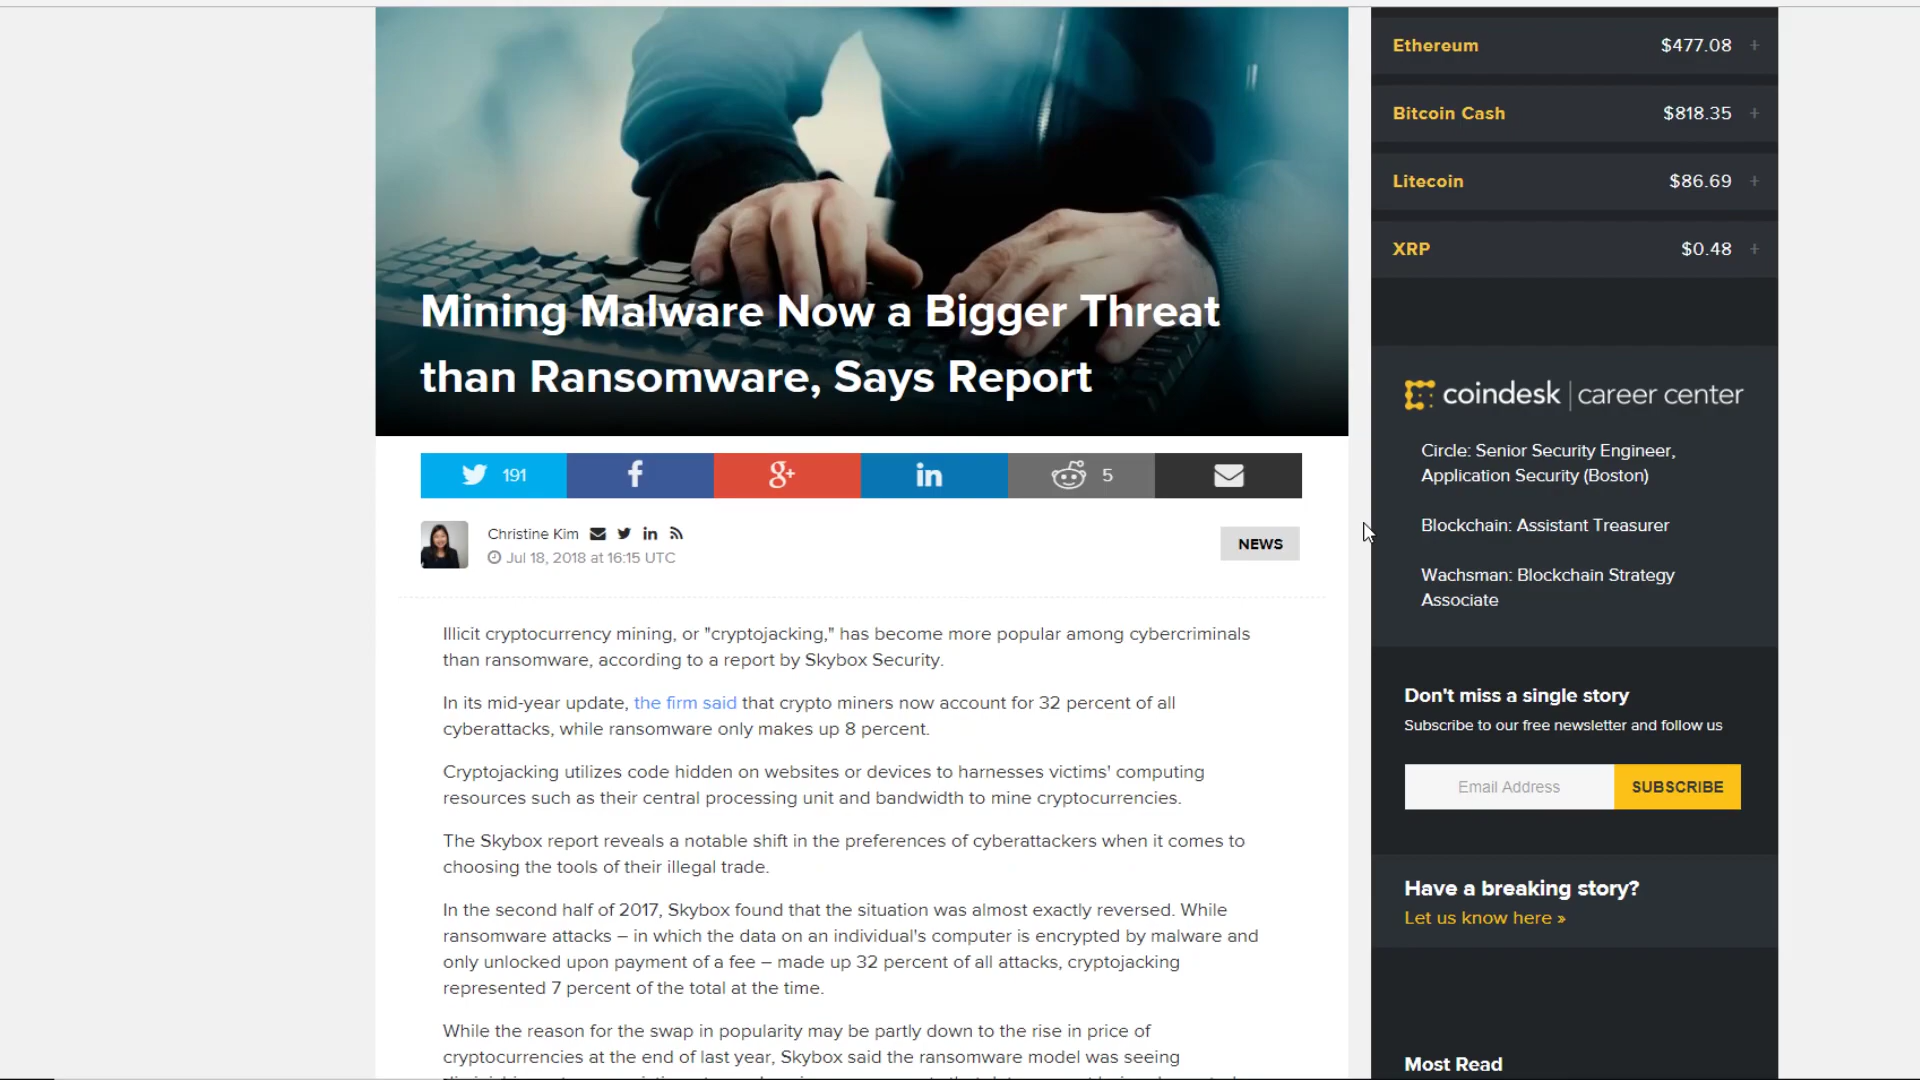 Mining Malware Now a Bigger Threat
than Ransomware, Says Report
191
5
Christine Kim
Jul 18, 2018 at 16:15 UTC
NEWS
Illicit cryptocurrency mining, or "cryptojacking," has become more popular among cybercriminals
than ransomware, according to a report by Skybox Security.
In its mid-year update, the firm said that crypto miners now account for 32 percent of all
cyberattacks, while ransomware only makes up 8 percent.
Cryptojacking utilizes code hidden on websites or devices to harnesses victims' computing
resources such as their central processing unit and bandwidth to mine cryptocurrencies.
The Skybox report reveals a notable shift in the preferences of cyberattackers when it comes to
choosing the tools of their illegal trade.
In the second half of 2017, Skybox found that the situation was almost exactly reversed. While
ransomware attacks – in which the data on an individual's computer is encrypted by malware and
only unlocked upon payment of a fee – made up 32 percent of all attacks, cryptojacking
represented 7 percent of the total at the time.
While the reason for the swap in popularity may be partly down to the rise in price of
cryptocurrencies at the end of last year, Skybox said the ransomware model was seeing
Ethereum $477.08 +
Bitcoin Cash $818.35 +
Litecoin $86.69 +
XRP $0.48 +
coindesk | career center
Circle: Senior Security Engineer,
Application Security (Boston)
Blockchain: Assistant Treasurer
Wachsman: Blockchain Strategy
Associate
Don't miss a single story
Subscribe to our free newsletter and follow us
Email Address
SUBSCRIBE
Have a breaking story?
Let us know here »
Most Read